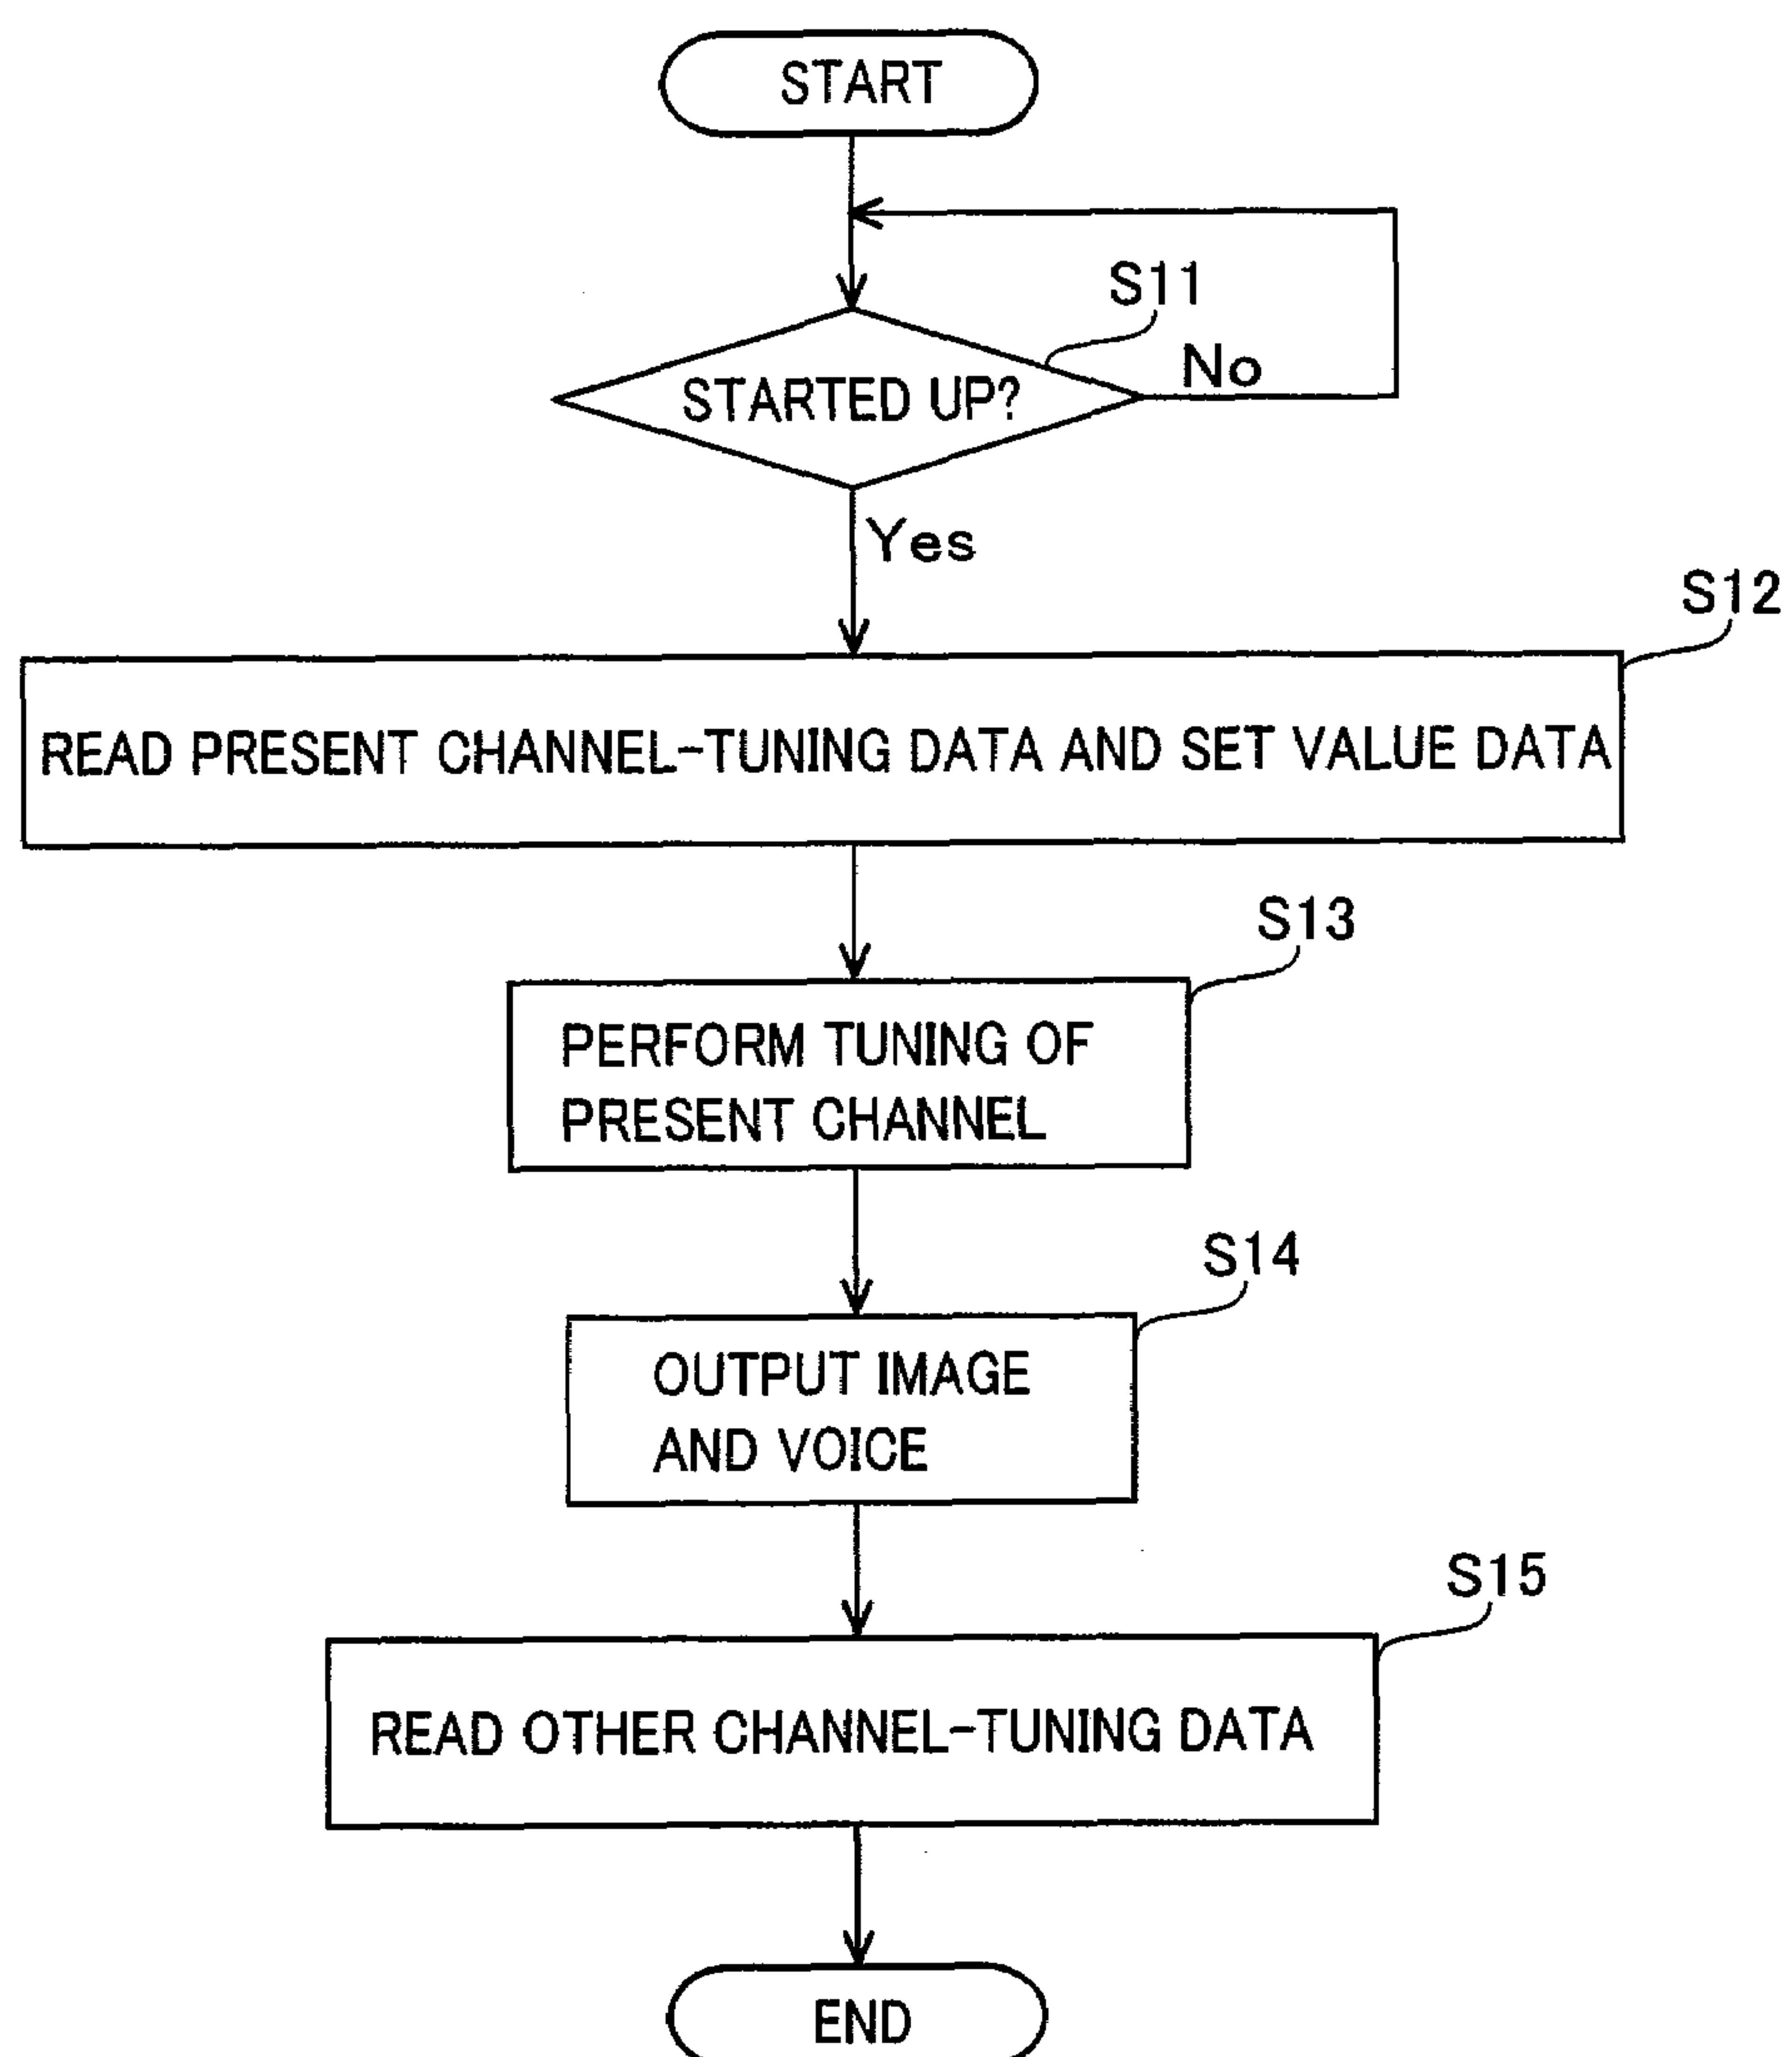 START
S11
No
STARTED UP?
Yes
S12
READ PRESENT CHANNEL-TUNING DATA AND SET VALUE DATA
S13
PERFORM TUNING OF
PRESENT CHANNEL
S14
OUTPUT IMAGE
AND VOICE
S15
READ OTHER CHANNEL-TUNING DATA
END